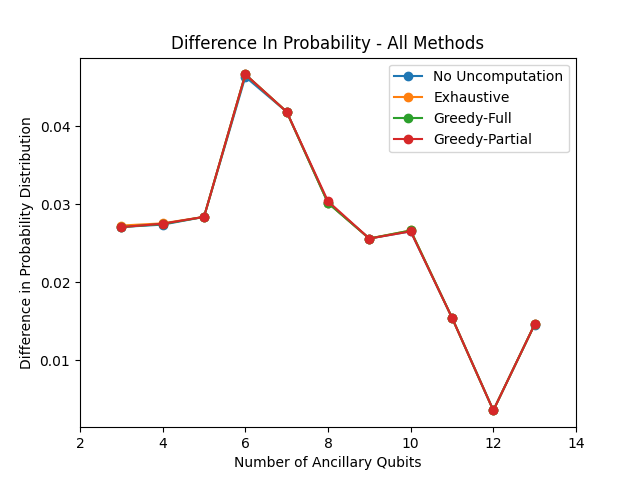 Difference In Probability - All Methods
No Uncomputation
Exhaustive
Greedy-Full
Greedy-Partial
Difference in Probability Distribution
0.04
0.03
0.02
0.01
2 4 6 8 10 12 14
Number of Ancillary Qubits